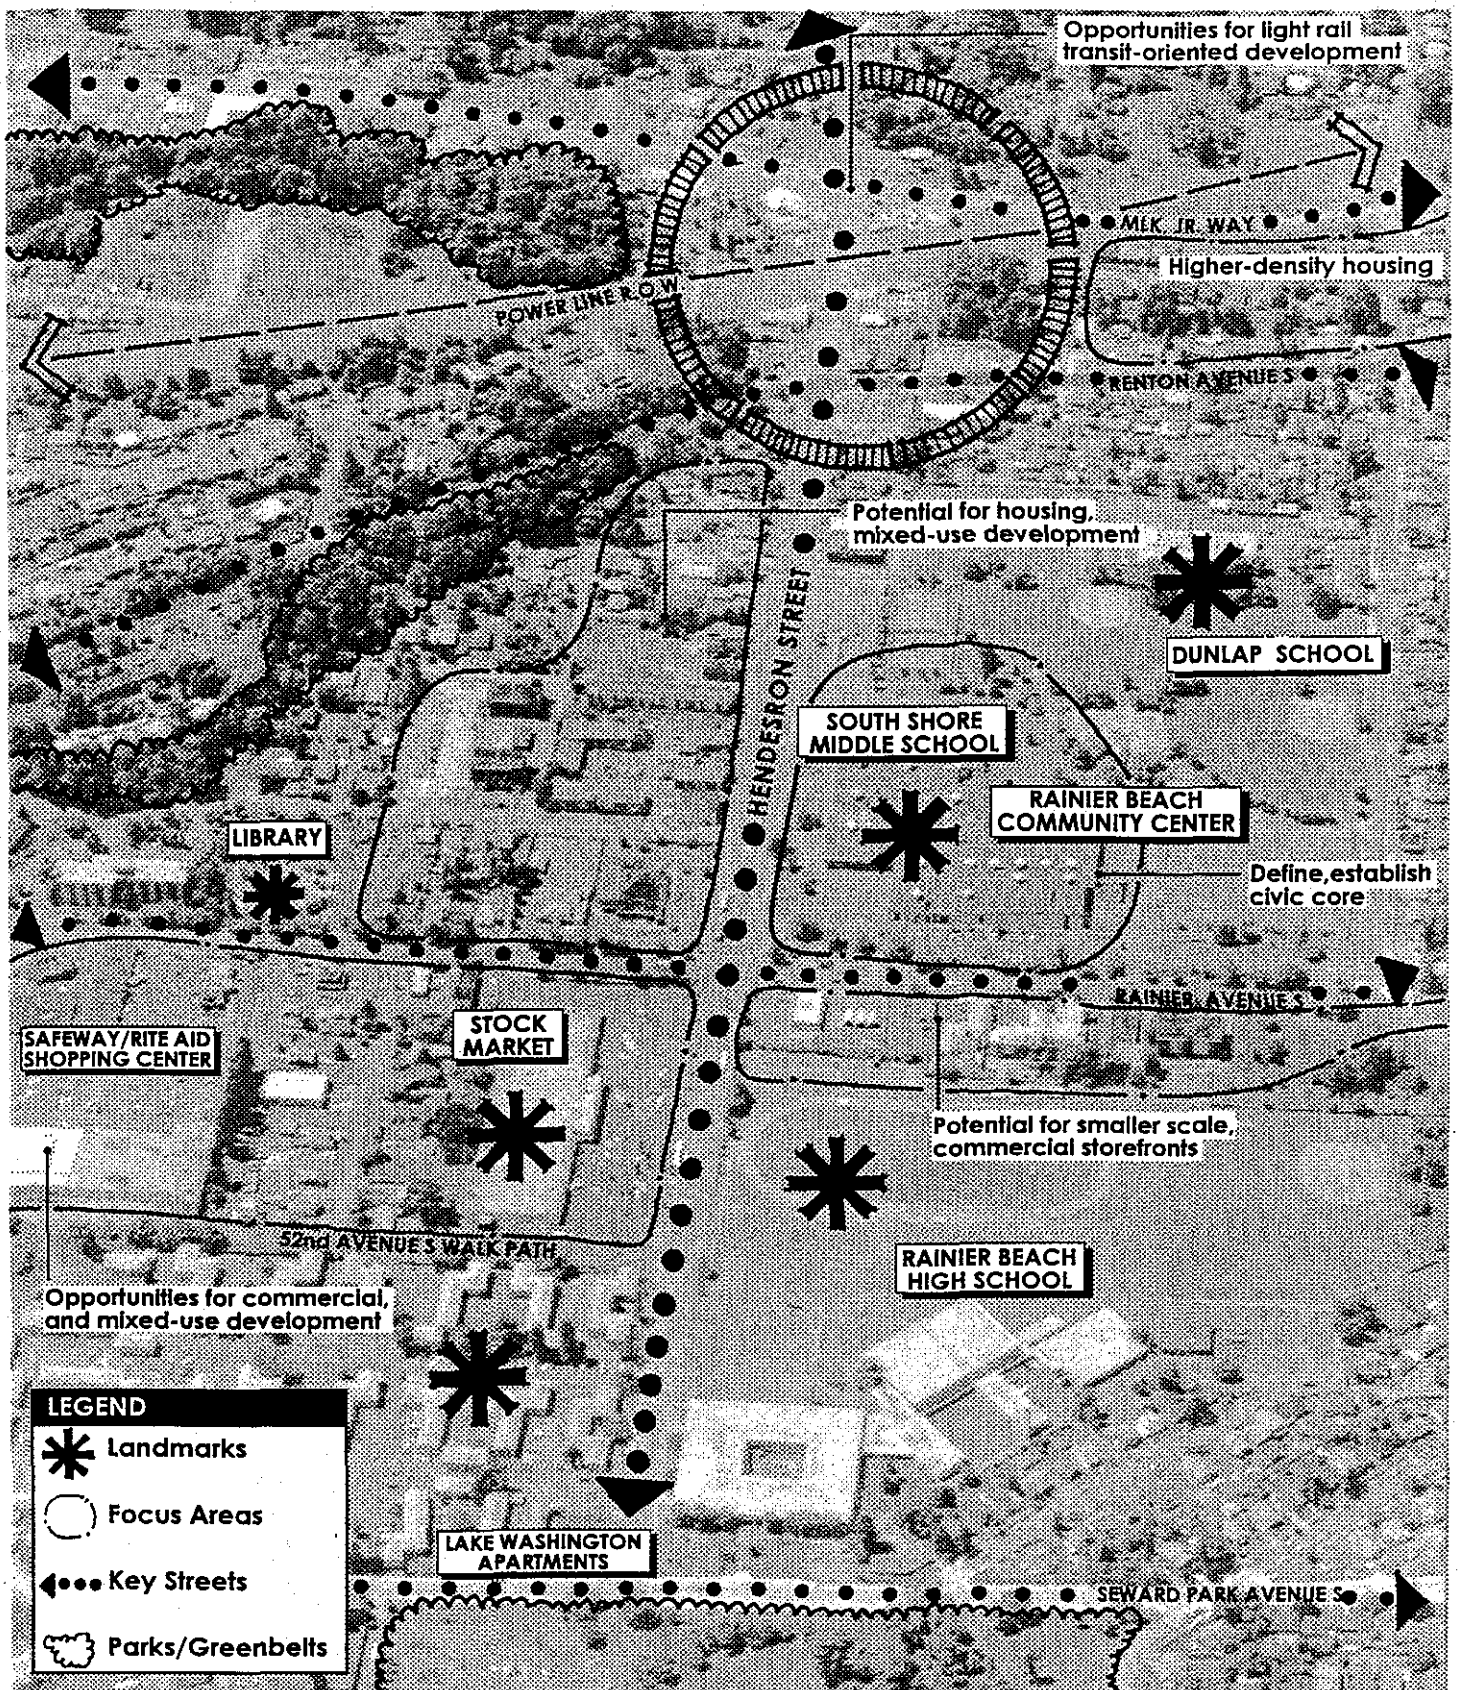 Opportunities for light rail
transit-oriented development
MLK, JR. WAY
Higher-density housing
POWER LINE R.O.W
RENTON AVENUE S
Potential for housing,
mixed-use development
HENDESRON STREET
DUNLAP SCHOOL
SOUTH SHORE
MIDDLE SCHOOL
RAINIER BEACH
COMMUNITY CENTER
LIBRARY
Define,establish
civic core
RAINIER AVENUE S
SAFEWAY/RITE AID
SHOPPING CENTER
STOCK
MARKET
Potential for smaller scale,
commercial storefronts
52nd AVENUE S WALK PATH
RAINIER BEACH
HIGH SCHOOL
Opportunities for commercial,
and mixed-use development
LEGEND
Landmarks
Focus Areas
Key Streets
Parks/Greenbelts
LAKE WASHINGTON
APARTMENTS
SEWARD PARK AVENUE S